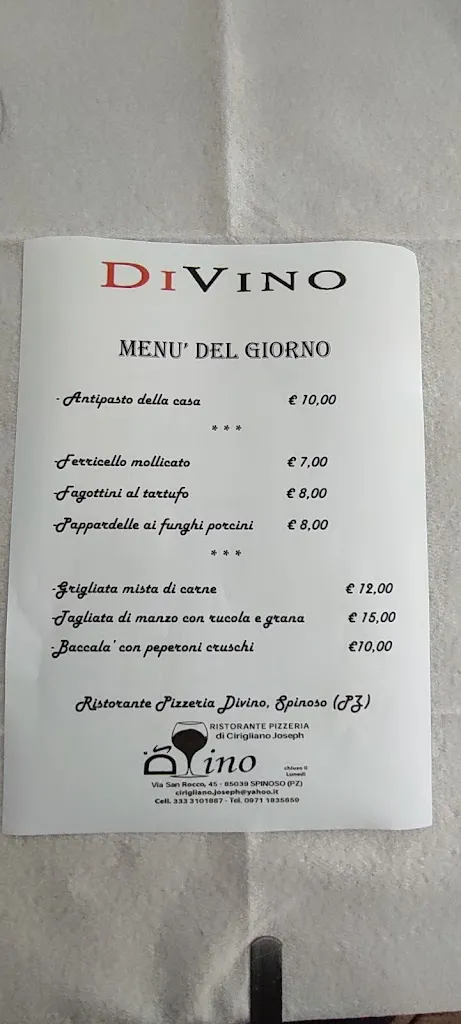 DiVino
MENU' DEL GIORNO
- Antipasto della casa € 10,00
* * *
-Ferricello mollicato € 7,00
-Fagottini al tartufo € 8,00
-Pappardelle ai funghi porcini € 8,00
* * *
-Grigliata mista di carne € 12,00
-Tagliata di manzo con rucola e grana € 15,00
-Baccala' con peperoni cruschi €10,00
Ristorante Pizzeria Divino, Spinoso (PZ)
RISTORANTE PIZZERIA
di Cirigliano Joseph
Di Vino
chiuso il
Lunedì
Via San Rocco, 45 - 85039 SPINOSO (PZ)
cirigliano.joseph@yahoo.it
Cell. 333 3101887 - Tel. 0971 1835859